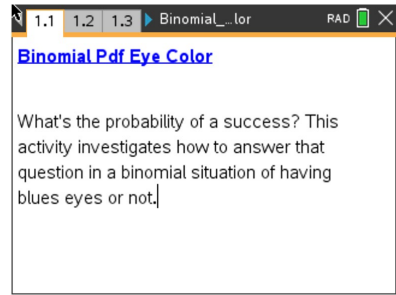 1.1 1.2 1.3 Binomial_...lor RAD
Binomial Pdf Eye Color
What's the probability of a success? This
activity investigates how to answer that
question in a binomial situation of having
blues eyes or not.